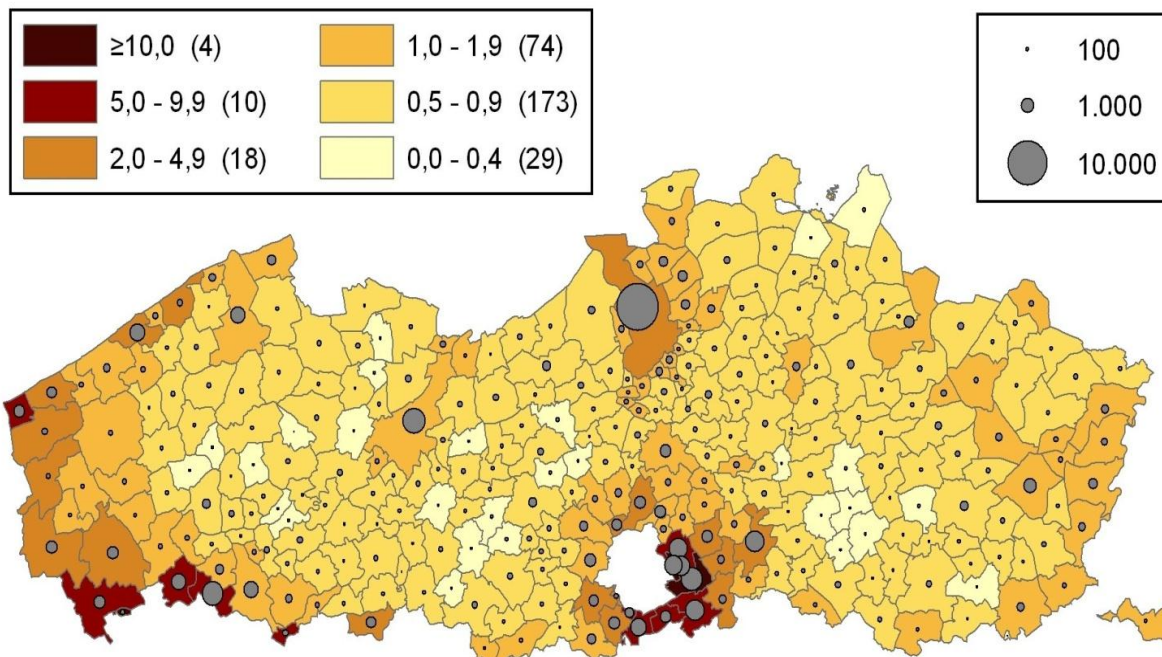 ≥10,0 (4)
5,0 - 9,9 (10)
2,0 - 4,9 (18)
1,0 - 1,9 (74)
0,5 - 0,9 (173)
0,0 - 0,4 (29)
100
1.000
10.000